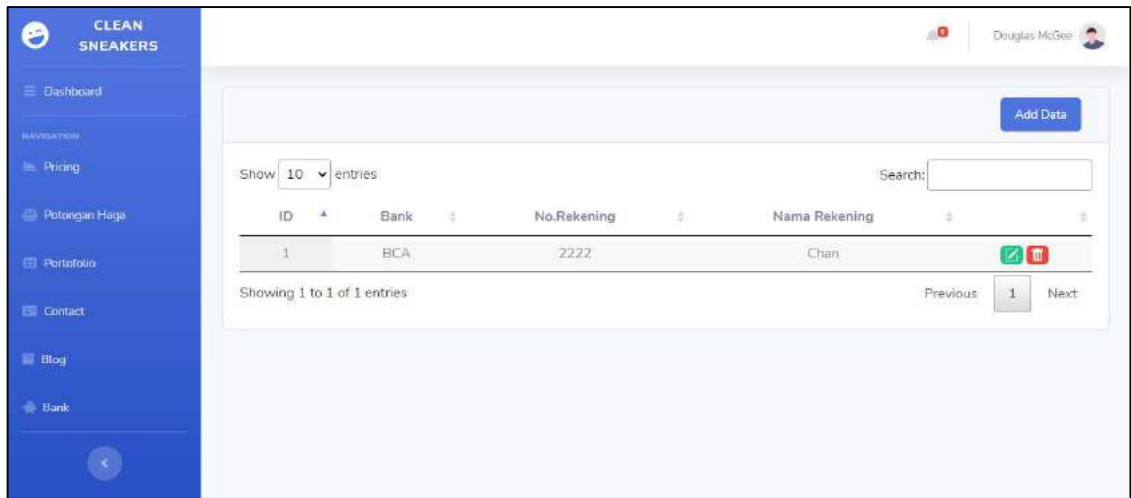 CLEAN
SNEAKERS
Douglas McGee
Dashboard
Add Data
NAVIGATION
Pricing
Show 10 entries
Search:
Potongan Haga
ID Bank No.Rekening Nama Rekening
1 BCA 2222 Chan
Portofolio
Showing 1 to 1 of 1 entries
Previous 1 Next
Contact
Blog
Bank